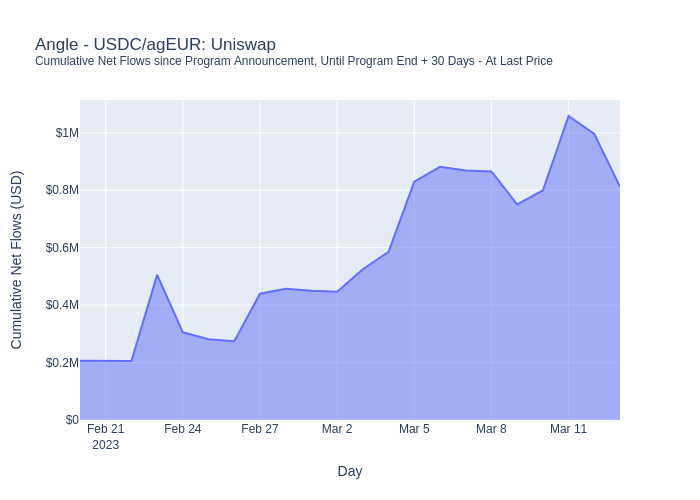 Angle - USDC/agEUR: Uniswap
Cumulative Net Flows since Program Announcement, Until Program End + 30 Days - At Last Price
Cumulative Net Flows (USD)
$1M
$0.8M
$0.6M
$0.4M
$0.2M
$0
Feb 21 Feb 24 Feb 27 Mar 2 Mar 5 Mar 8 Mar 11
2023
Day